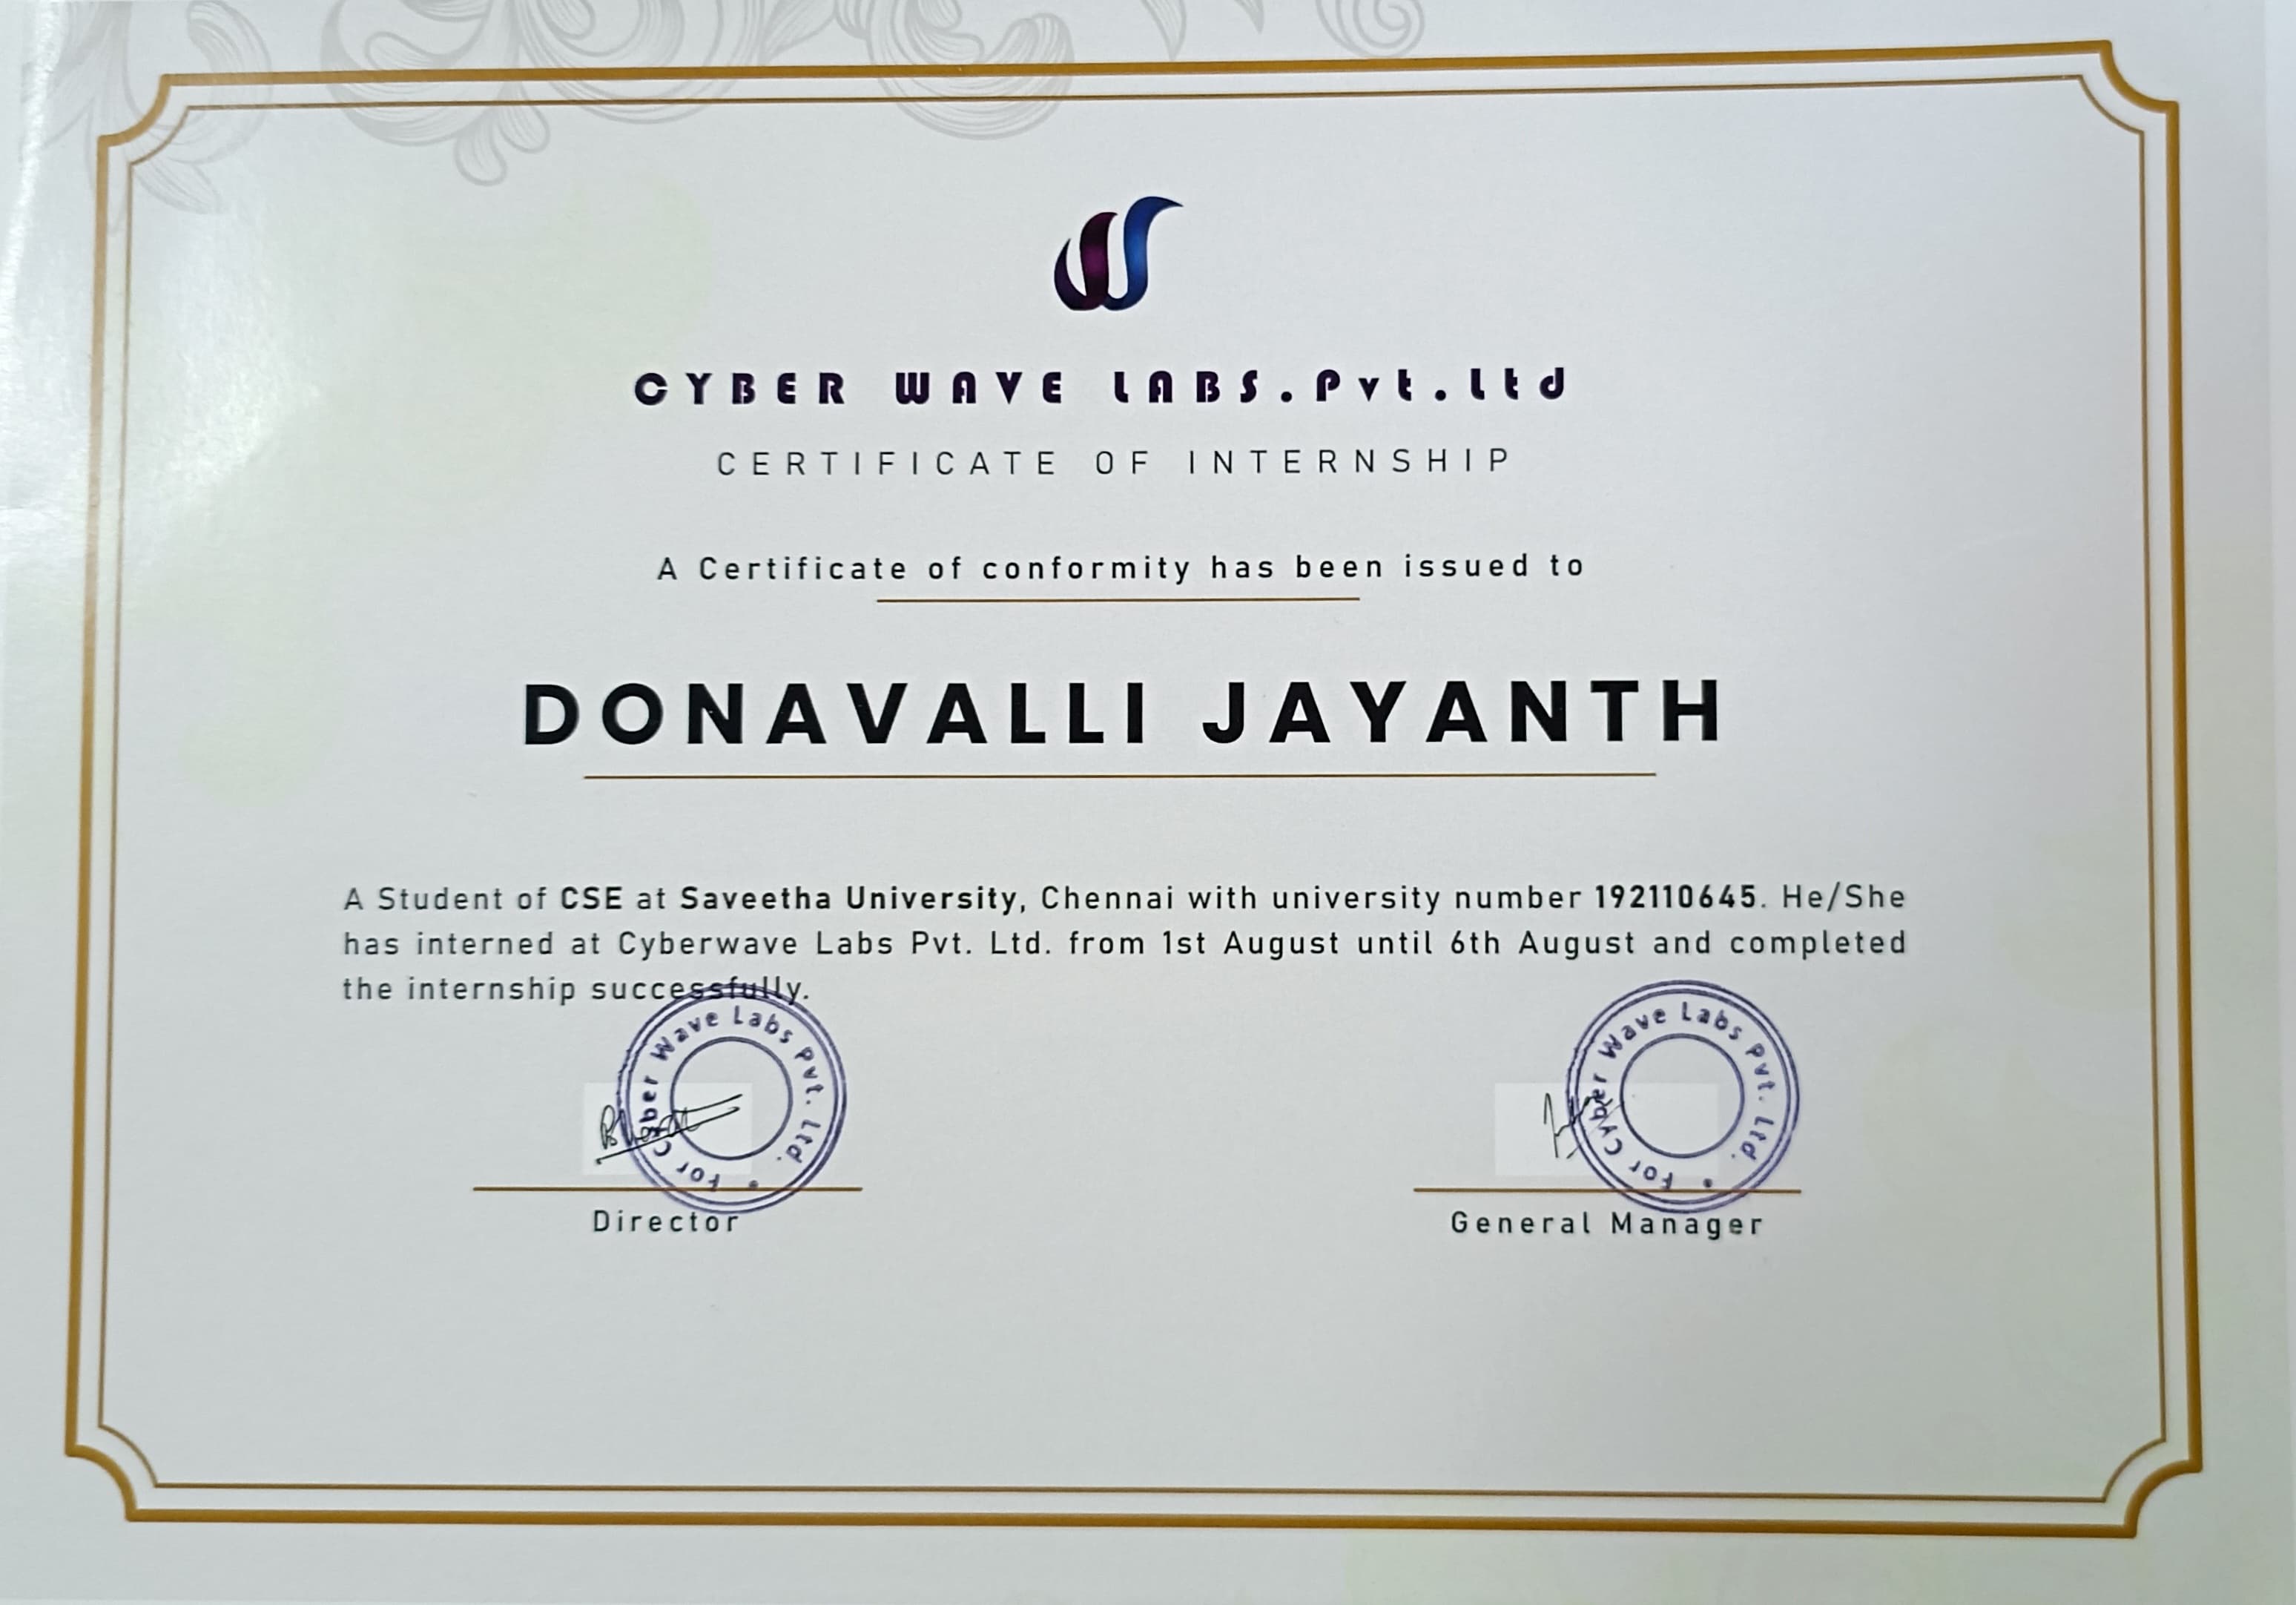 CYBER WAVE LABS.Pvt.Ltd
CERTIFICATE OF INTERNSHIP
A Certificate of conformity has been issued to
DONAVALLI JAYANTH
A Student of CSE at Saveetha University, Chennai with university number 192110645. He/She
has interned at Cyberwave Labs Pvt. Ltd. from 1st August until 6th August and completed
the internship successfully.
For Cyber Wave Labs Pvt. Ltd.
For Cyber Wave Labs Pvt. Ltd.
Director
General Manager